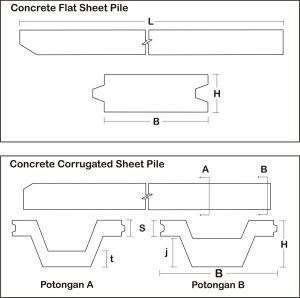 Concrete Flat Sheet Pile
L
H
B
Concrete Corrugated Sheet Pile
A B
S
t
j
H
B
Potongan A Potongan B